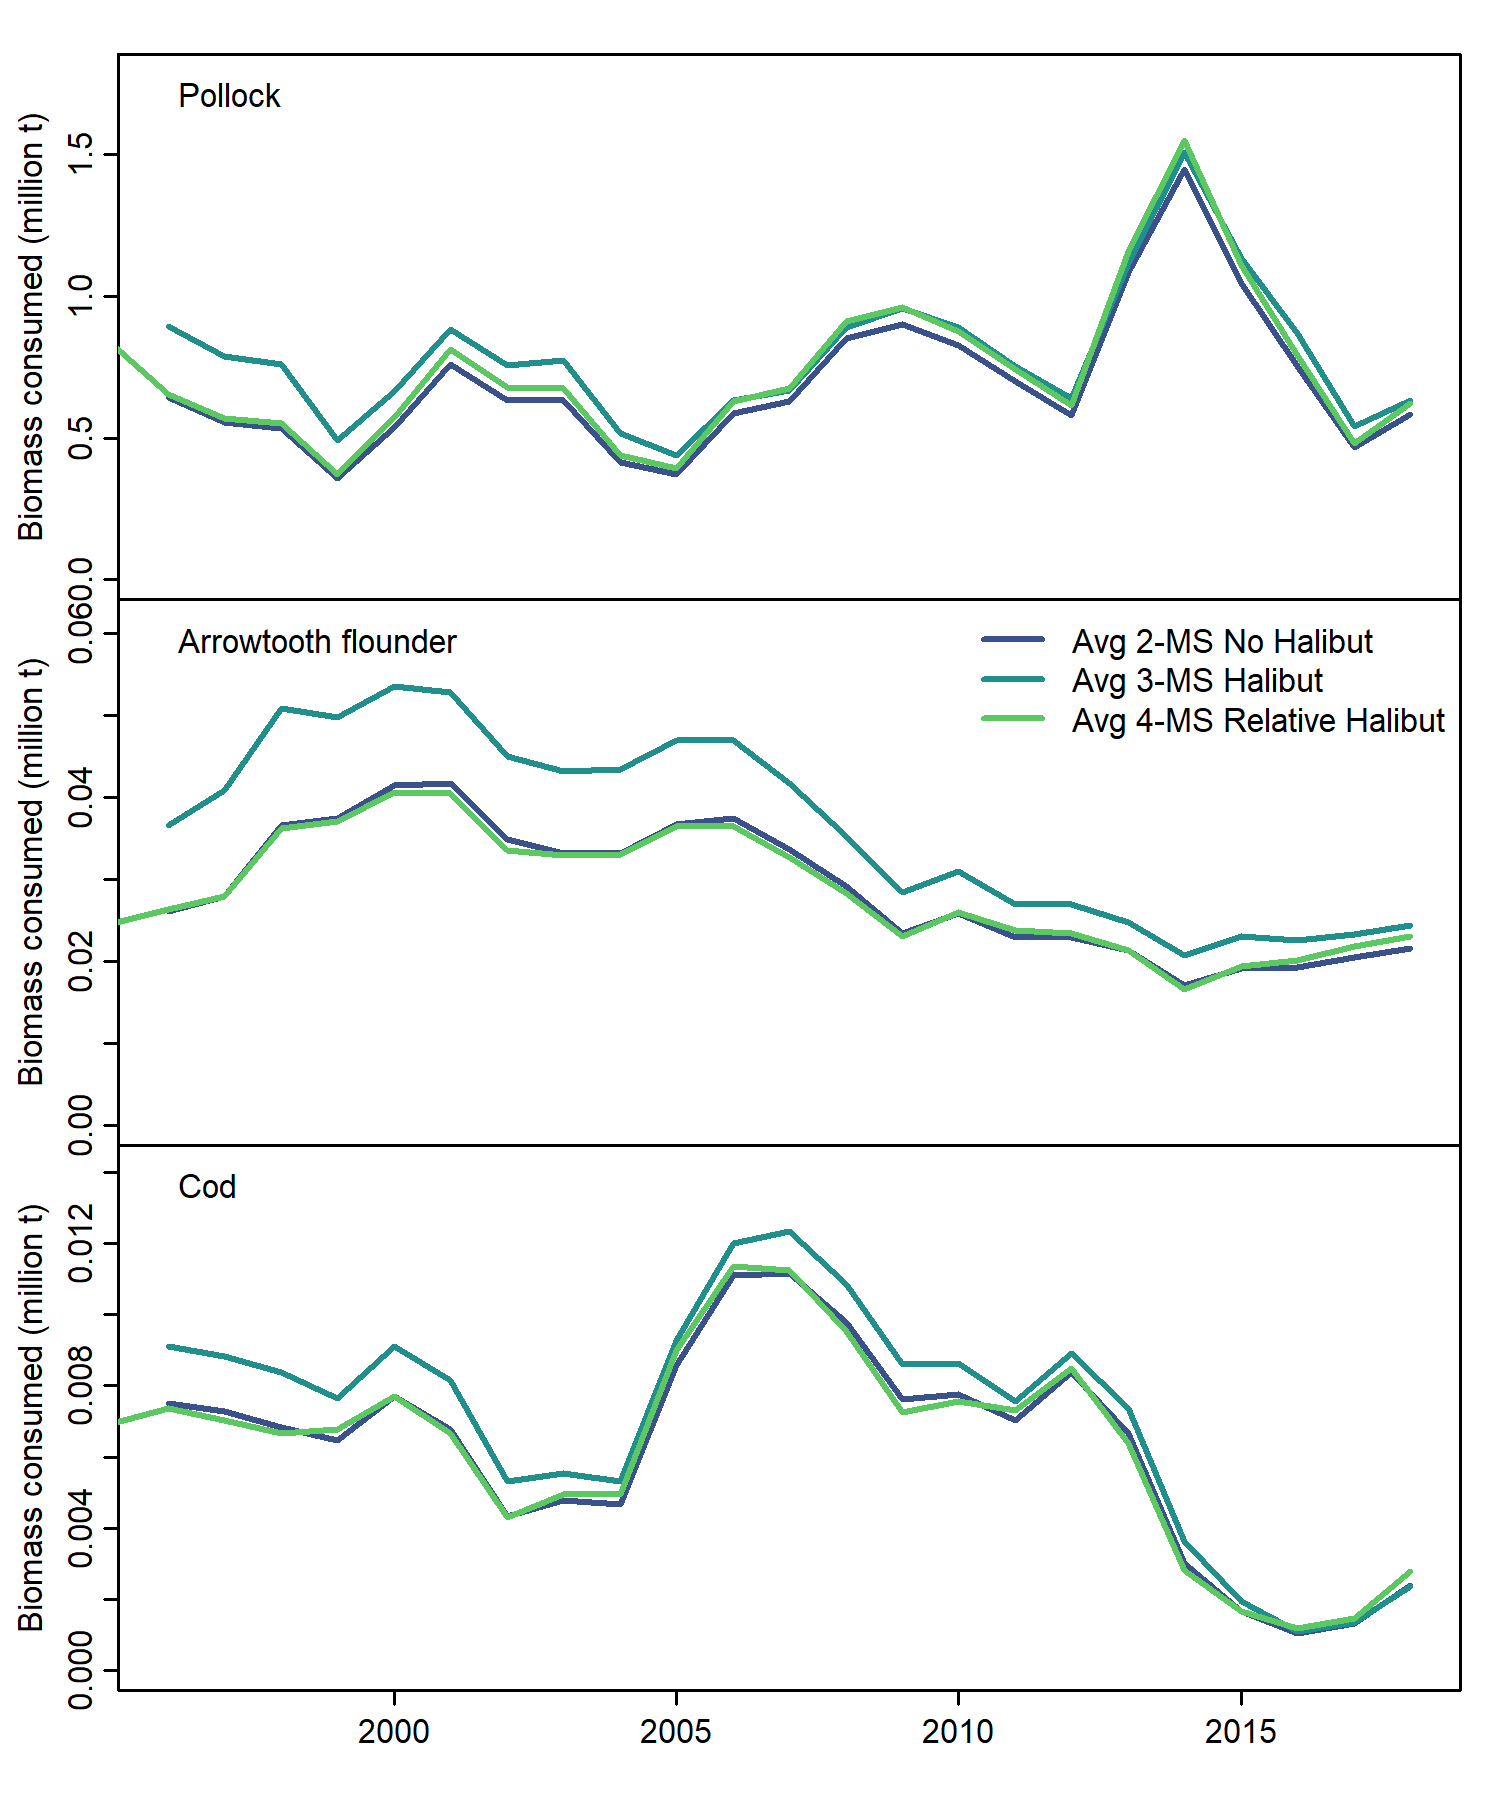 Pollock
Biomass consumed (million t)
1.5
1.0
0.5
0.0
Arrowtooth flounder
Avg 2-MS No Halibut
Avg 3-MS Halibut
Avg 4-MS Relative Halibut
Biomass consumed (million t)
0.06
0.04
0.02
0.00
Cod
Biomass consumed (million t)
0.012
0.008
0.004
0.000
2000 2005 2010 2015